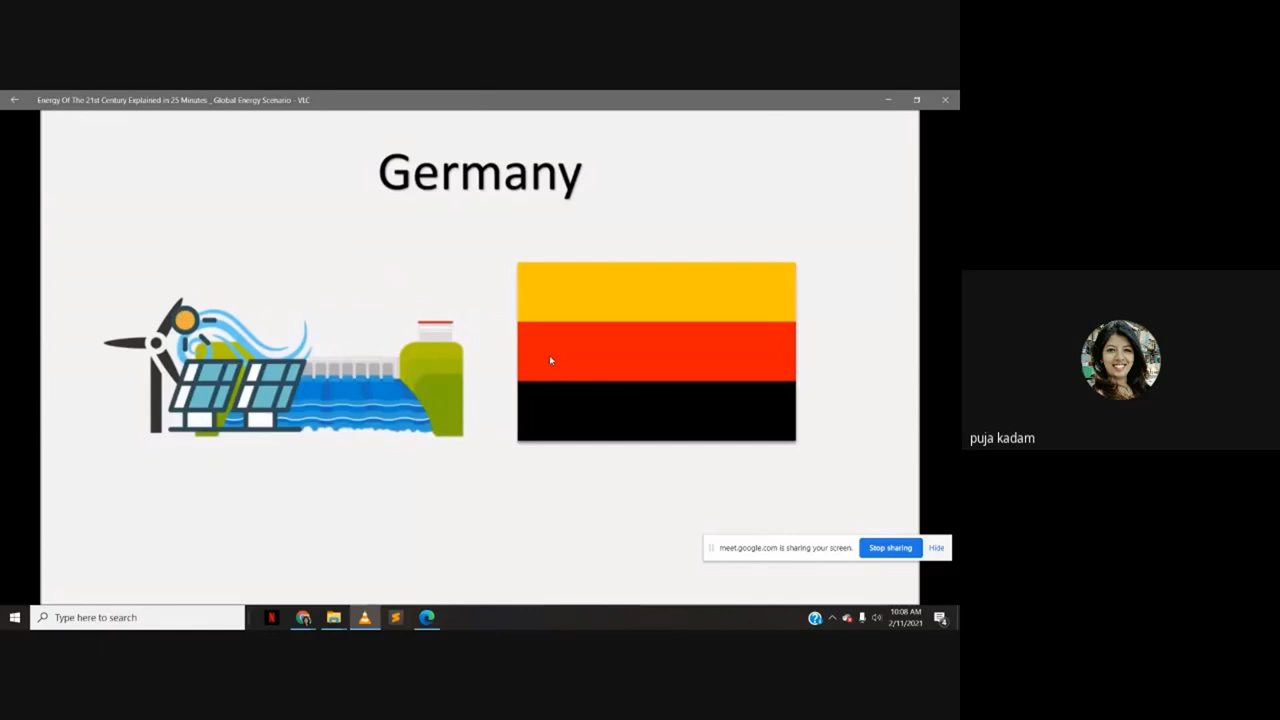 Energy Of The 21st Century Explained in 25 Minutes _ Global Energy Scenario - VLC
Germany
puja kadam
meet.google.com is sharing your screen.
Stop sharing
Hide
Type here to search
N
10:08 AM
2/11/2021
4